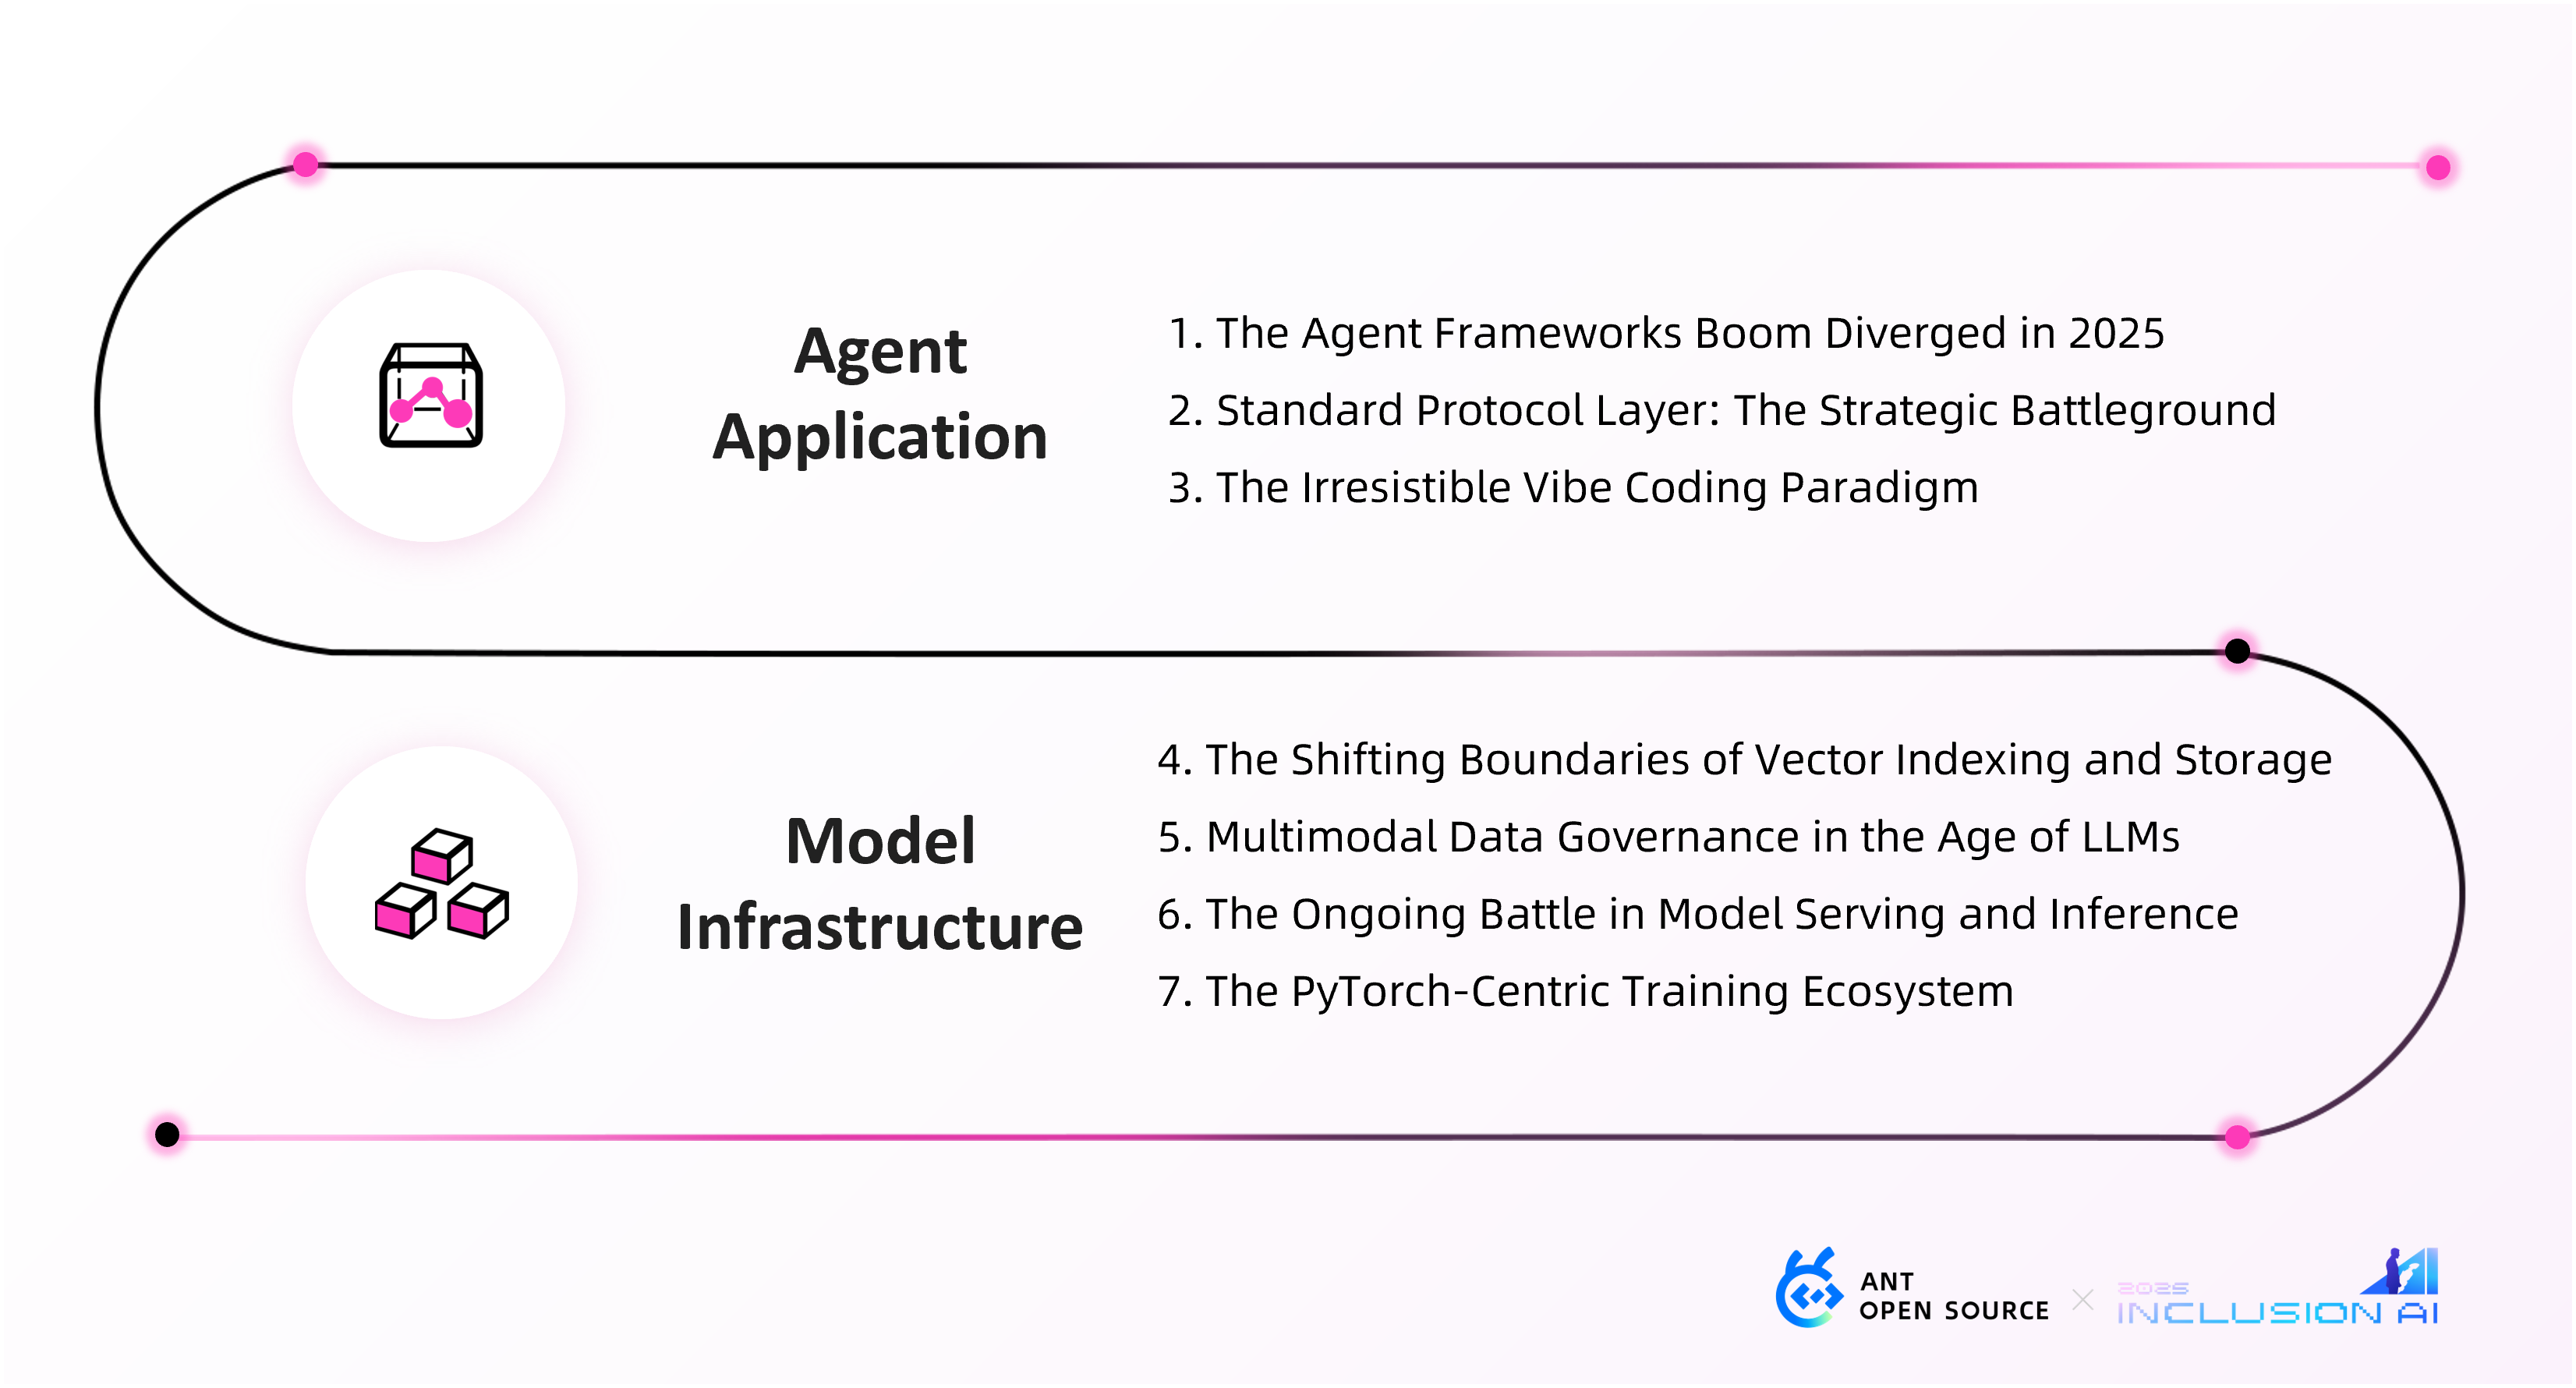 Agent
Application
1. The Agent Frameworks Boom Diverged in 2025
2. Standard Protocol Layer: The Strategic Battleground
3. The Irresistible Vibe Coding Paradigm
Model
Infrastructure
4. The Shifting Boundaries of Vector Indexing and Storage
5. Multimodal Data Governance in the Age of LLMs
6. The Ongoing Battle in Model Serving and Inference
7. The PyTorch-Centric Training Ecosystem
ANT
OPEN SOURCE
2025
INCLUSION AI